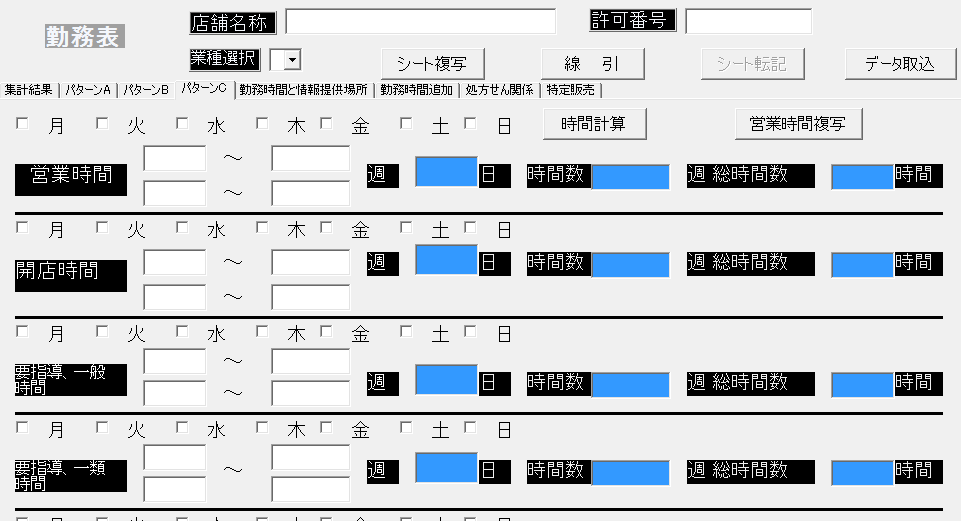 勤務表
店舗名称
許可番号
業種選択
シート複写
線 引
シート転記
データ取込
集計結果 パターンA パターンB パターンC 勤務時間と情報提供場所 勤務時間追加 処方せん関係 特定販売
月 火 水 木 金 土 日 時間計算 営業時間複写
営業時間 ～ 週 日 時間数 週 総時間数 時間
～
月 火 水 木 金 土 日
開店時間 ～ 週 日 時間数 週 総時間数 時間
～
月 火 水 木 金 土 日
要指導、一般
時間
～ 週 日 時間数 週 総時間数 時間
～
月 火 水 木 金 土 日
要指導、一類
時間
～ 週 日 時間数 週 総時間数 時間